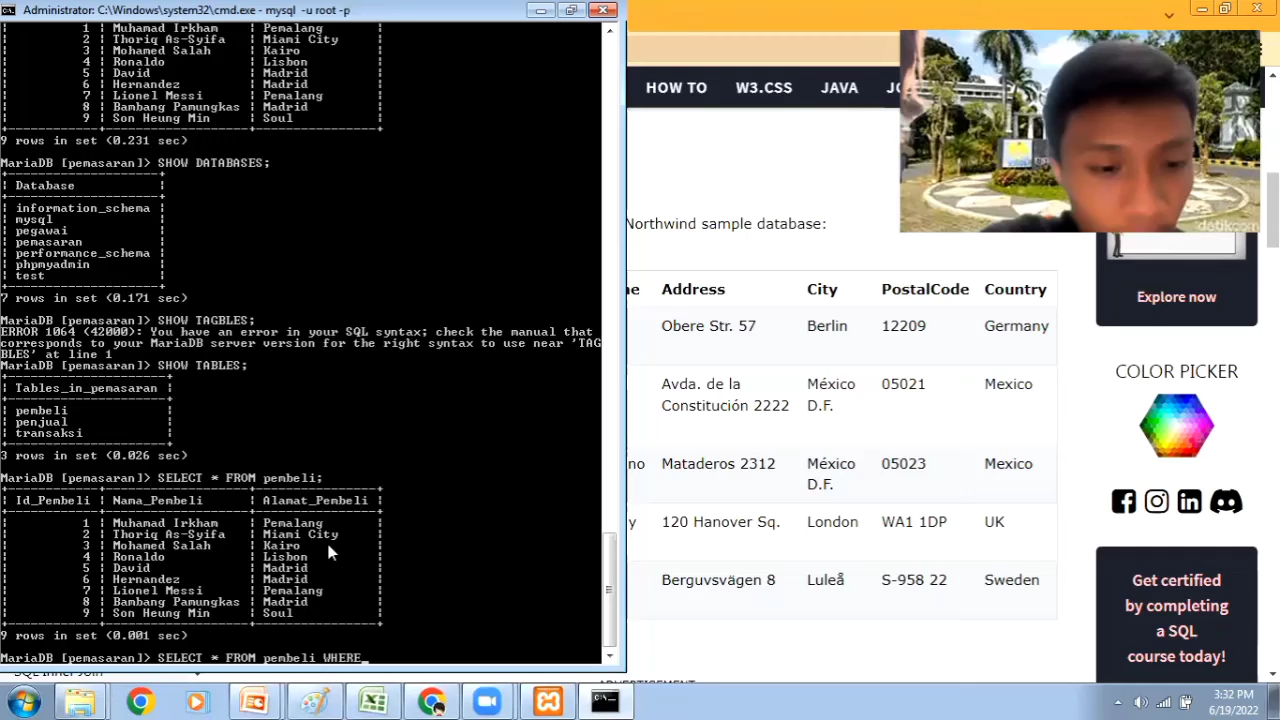 Administrator: C:\Windows\system32\cmd.exe - mysql -u root -p
| 1 | Muhamad Irkham | Pemalang |
| 2 | Thoriq As-Syifa | Miami City |
| 3 | Mohamed Salah | Kairo |
| 4 | Ronaldo | Lisbon |
| 5 | David | Madrid |
| 6 | Hernandez | Madrid |
| 7 | Lionel Messi | Pemalang |
| 8 | Bambang Pamungkas | Madrid |
| 9 | Son Heung Min | Soul |
9 rows in set (0.231 sec)
MariaDB [pemasaran]> SHOW DATABASES;
| Database |
| information_schema |
| mysql |
| pegawai |
| pemasaran |
| performance_schema |
| phpmyadmin |
| test |
7 rows in set (0.171 sec)
MariaDB [pemasaran]> SHOW TAGBLES;
ERROR 1064 (42000): You have an error in your SQL syntax; check the manual that
corresponds to your MariaDB server version for the right syntax to use near 'TAG
BLES' at line 1
MariaDB [pemasaran]> SHOW TABLES;
| Tables_in_pemasaran |
| pembeli |
| penjual |
| transaksi |
3 rows in set (0.026 sec)
MariaDB [pemasaran]> SELECT * FROM pembeli;
| Id_Pembeli | Nama_Pembeli | Alamat_Pembeli |
| 1 | Muhamad Irkham | Pemalang |
| 2 | Thoriq As-Syifa | Miami City |
| 3 | Mohamed Salah | Kairo |
| 4 | Ronaldo | Lisbon |
| 5 | David | Madrid |
| 6 | Hernandez | Madrid |
| 7 | Lionel Messi | Pemalang |
| 8 | Bambang Pamungkas | Madrid |
| 9 | Son Heung Min | Soul |
9 rows in set (0.001 sec)
MariaDB [pemasaran]> SELECT * FROM pembeli WHERE_
HOW TO W3.CSS JAVA
Northwind sample database:
Address City PostalCode Country
Obere Str. 57 Berlin 12209 Germany
Avda. de la México 05021 Mexico
Constitución 2222 D.F.
no Mataderos 2312 México 05023 Mexico
D.F.
y 120 Hanover Sq. London WA1 1DP UK
Berguvsvägen 8 Luleå S-958 22 Sweden
detikcom
Explore now
COLOR PICKER
Get certified
by completing
a SQL
course today!
C:\.
3:32 PM
6/19/2022